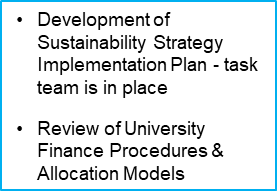 • Development of
Sustainability Strategy
Implementation Plan - task
team is in place
• Review of University
Finance Procedures &
Allocation Models